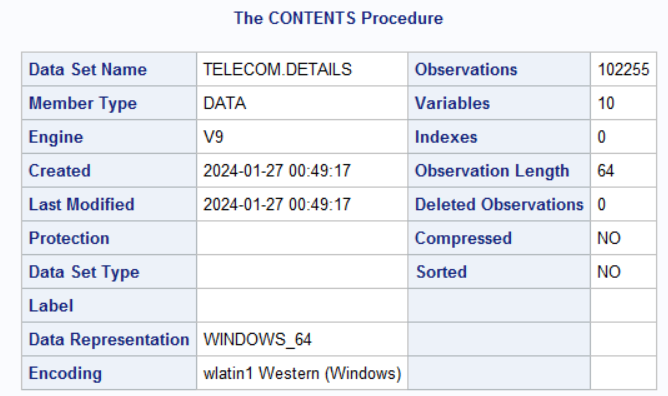 The CONTENTS Procedure
Data Set Name TELECOM.DETAILS Observations 102255
Member Type DATA Variables 10
Engine V9 Indexes 0
Created 2024-01-27 00:49:17 Observation Length 64
Last Modified 2024-01-27 00:49:17 Deleted Observations 0
Protection Compressed NO
Data Set Type Sorted NO
Label
Data Representation WINDOWS_64
Encoding wlatin1 Western (Windows)